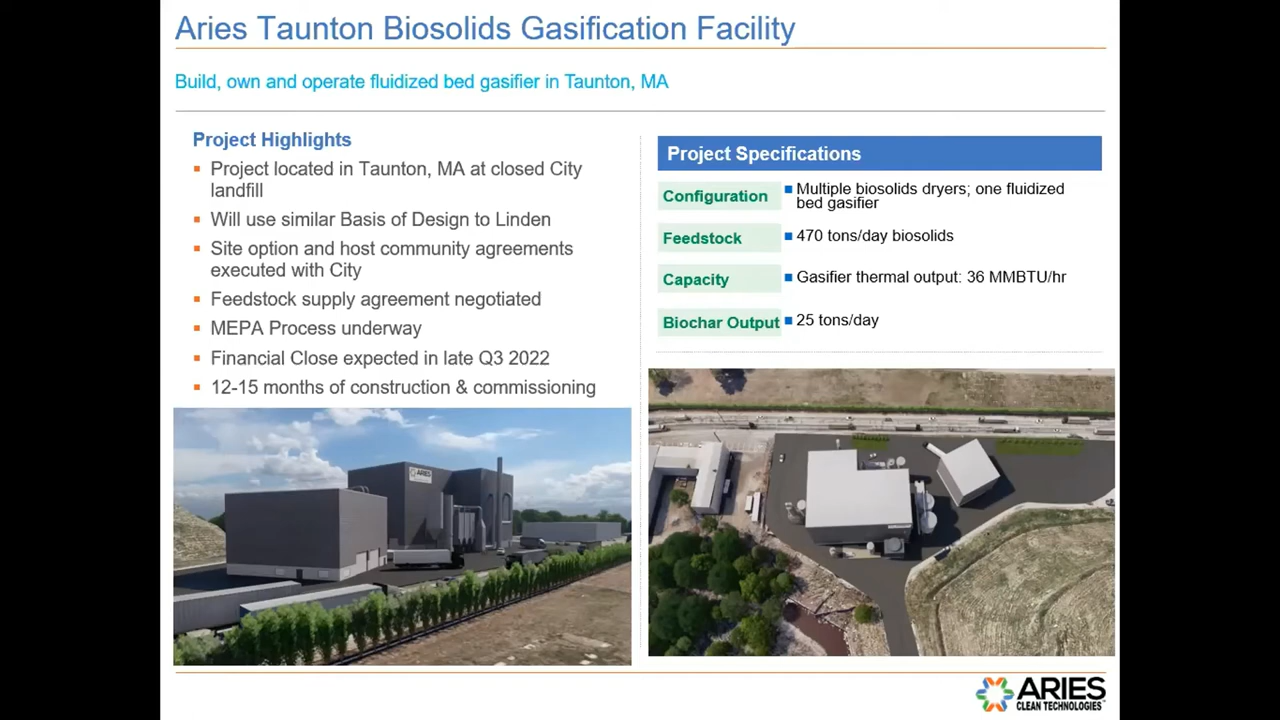 Aries Taunton Biosolids Gasification Facility
Build, own and operate fluidized bed gasifier in Taunton, MA
Project Highlights
Project located in Taunton, MA at closed City
landfill
Will use similar Basis of Design to Linden
Site option and host community agreements
executed with City
Feedstock supply agreement negotiated
MEPA Process underway
Financial Close expected in late Q3 2022
12-15 months of construction & commissioning
Project Specifications
Configuration
Multiple biosolids dryers; one fluidized
bed gasifier
Feedstock
470 tons/day biosolids
Capacity
Gasifier thermal output: 36 MMBTU/hr
Biochar Output
25 tons/day
ARIES
ARIES
CLEAN TECHNOLOGIES